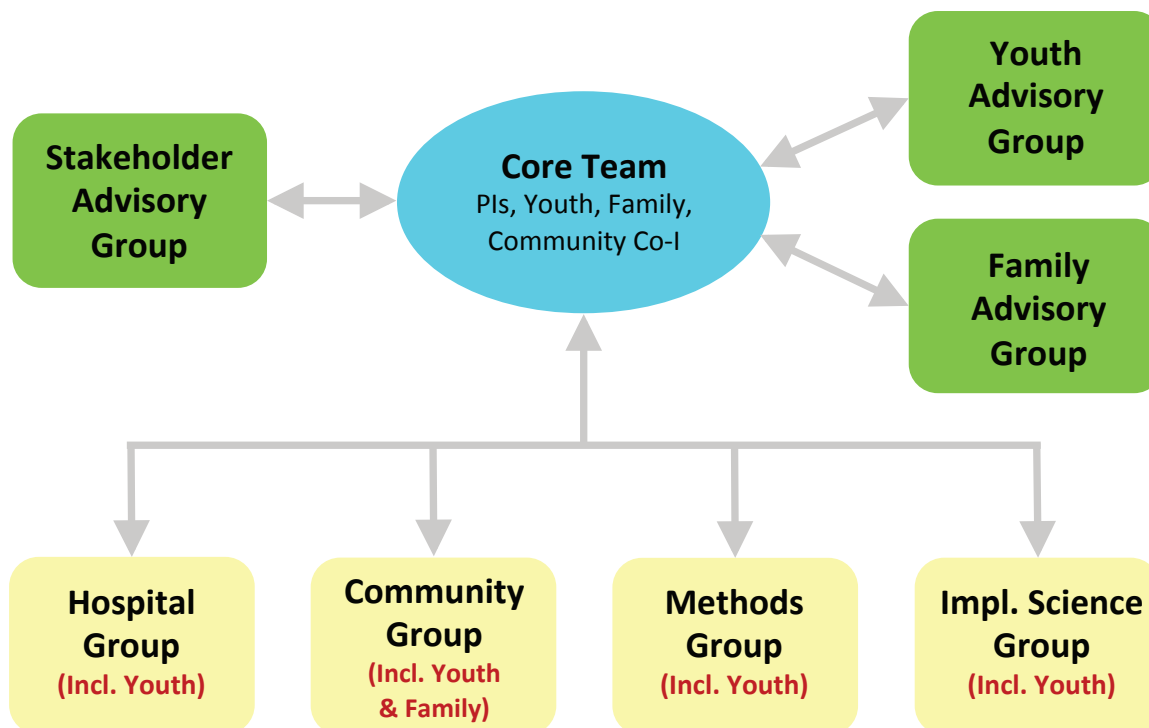 Stakeholder
Advisory
Group
Core Team
PIs, Youth, Family,
Community Co-I
Youth
Advisory
Group
Family
Advisory
Group
Hospital
Group
(Incl. Youth)
Community
Group
(Incl. Youth
& Family)
Methods
Group
(Incl. Youth)
Impl. Science
Group
(Incl. Youth)